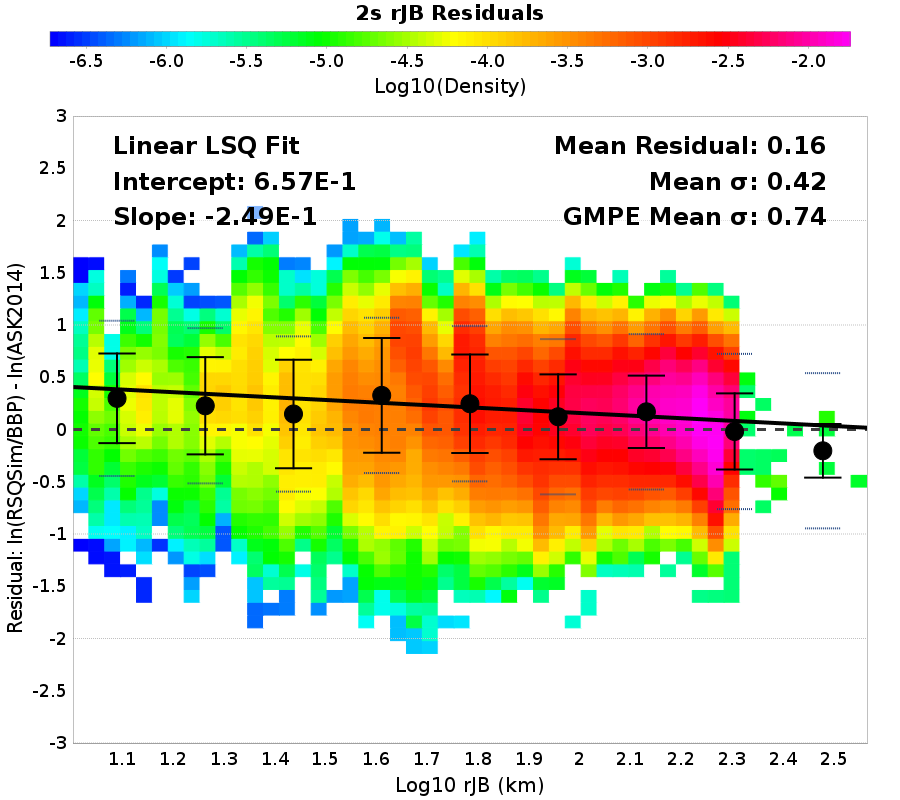 2s rJB Residuals
-6.5 -6.0 -5.5 -5.0 -4.5 -4.0 -3.5 -3.0 -2.5 -2.0
Log10(Density)
Linear LSQ Fit
Intercept: 6.57E-1
Slope: -2.49E-1
Mean Residual: 0.16
Mean σ: 0.42
GMPE Mean σ: 0.74
Residual: ln(RSQSim/BBP) - ln(ASK2014)
3
2.5
2
1.5
1
0.5
0
-0.5
-1
-1.5
-2
-2.5
-3
1.1 1.2 1.3 1.4 1.5 1.6 1.7 1.8 1.9 2 2.1 2.2 2.3 2.4 2.5
Log10 rJB (km)